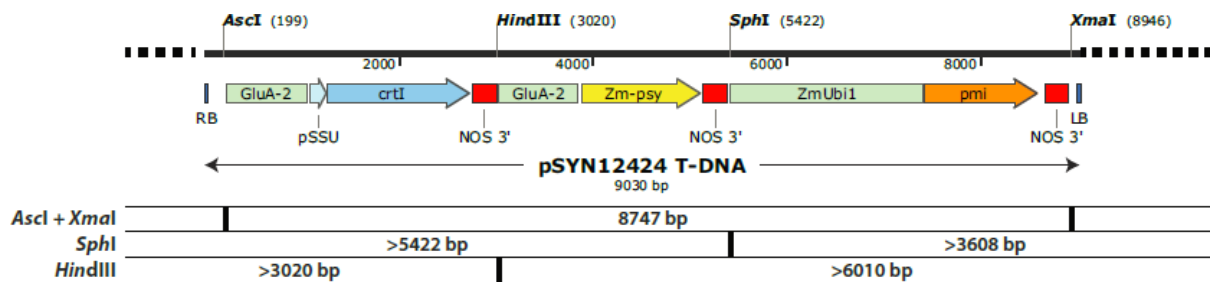 AscI (199) HindIII (3020) SphI (5422) XmaI (8946)
2000 4000 6000 8000
GluA-2 crtI GluA-2 Zm-psy ZmUbi1 pmi
RB pSSU NOS 3' NOS 3' NOS 3' LB
pSYN12424 T-DNA
9030 bp
AscI + XmaI 8747 bp
SphI >5422 bp >3608 bp
HindIII >3020 bp >6010 bp